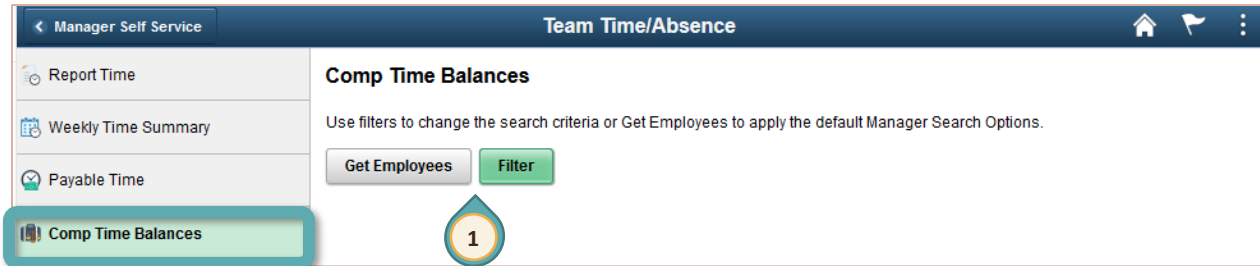 Manager Self Service
Team Time/Absence
Report Time
Weekly Time Summary
Payable Time
Comp Time Balances
Comp Time Balances
Use filters to change the search criteria or Get Employees to apply the default Manager Search Options.
Get Employees
Filter
1